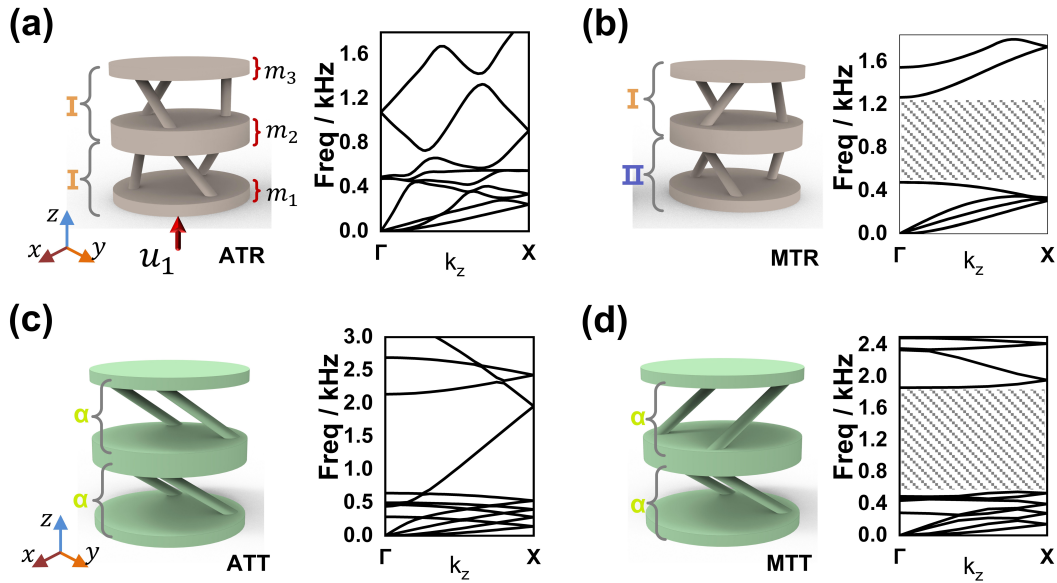 (a)
I
I
m3
m2
m1
u1
z
x
y
ATR
Freq / kHz
1.6
1.2
0.8
0.4
0.0
Γ
kz
X
(b)
I
II
MTR
Freq / kHz
1.6
1.2
0.8
0.4
0.0
Γ
kz
X
(c)
α
α
z
x
y
ATT
Freq / kHz
3.0
2.5
2.0
1.5
1.0
0.5
0.0
Γ
kz
X
(d)
α
α
MTT
Freq / kHz
2.4
2.0
1.6
1.2
0.8
0.4
0.0
Γ
kz
X